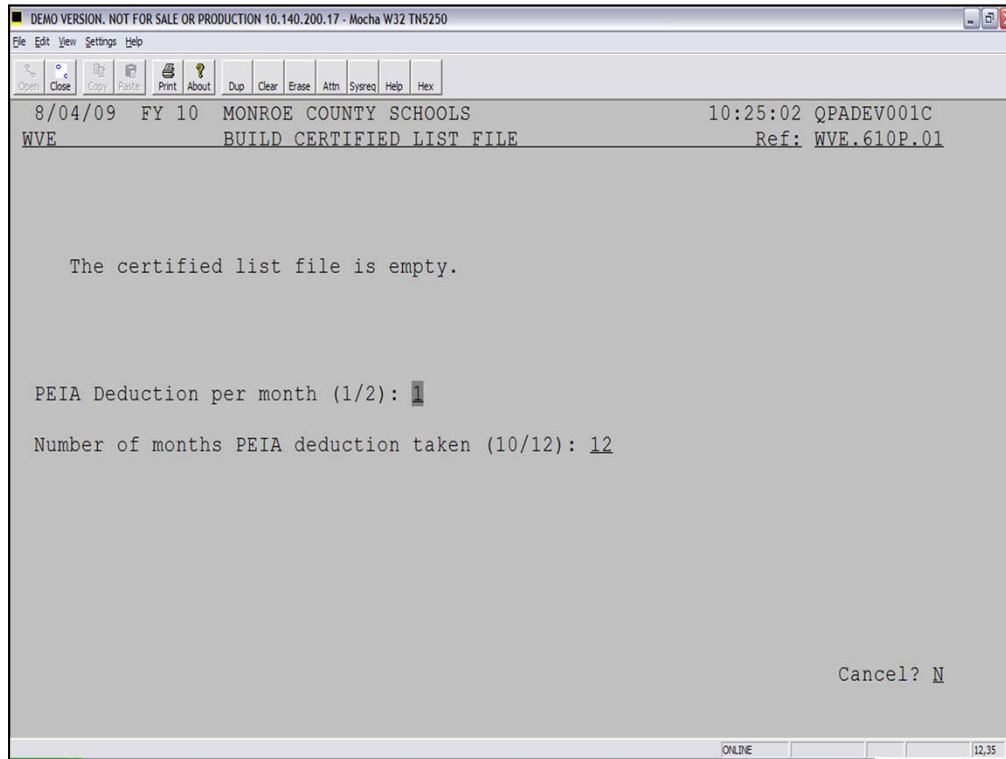 DEMO VERSION. NOT FOR SALE OR PRODUCTION 10.140.200.17 - Mocha W32 TN5250
File Edit View Settings Help
Open Close Copy Paste Print About Dup Clear Erase Attn Sysreq Help Hex
8/04/09 FY 10 MONROE COUNTY SCHOOLS 10:25:02 QPADEV001C
WVE BUILD CERTIFIED LIST FILE Ref: WVE.610P.01
The certified list file is empty.
PEIA Deduction per month (1/2): 1
Number of months PEIA deduction taken (10/12): 12
Cancel? N
ONLINE 12,35